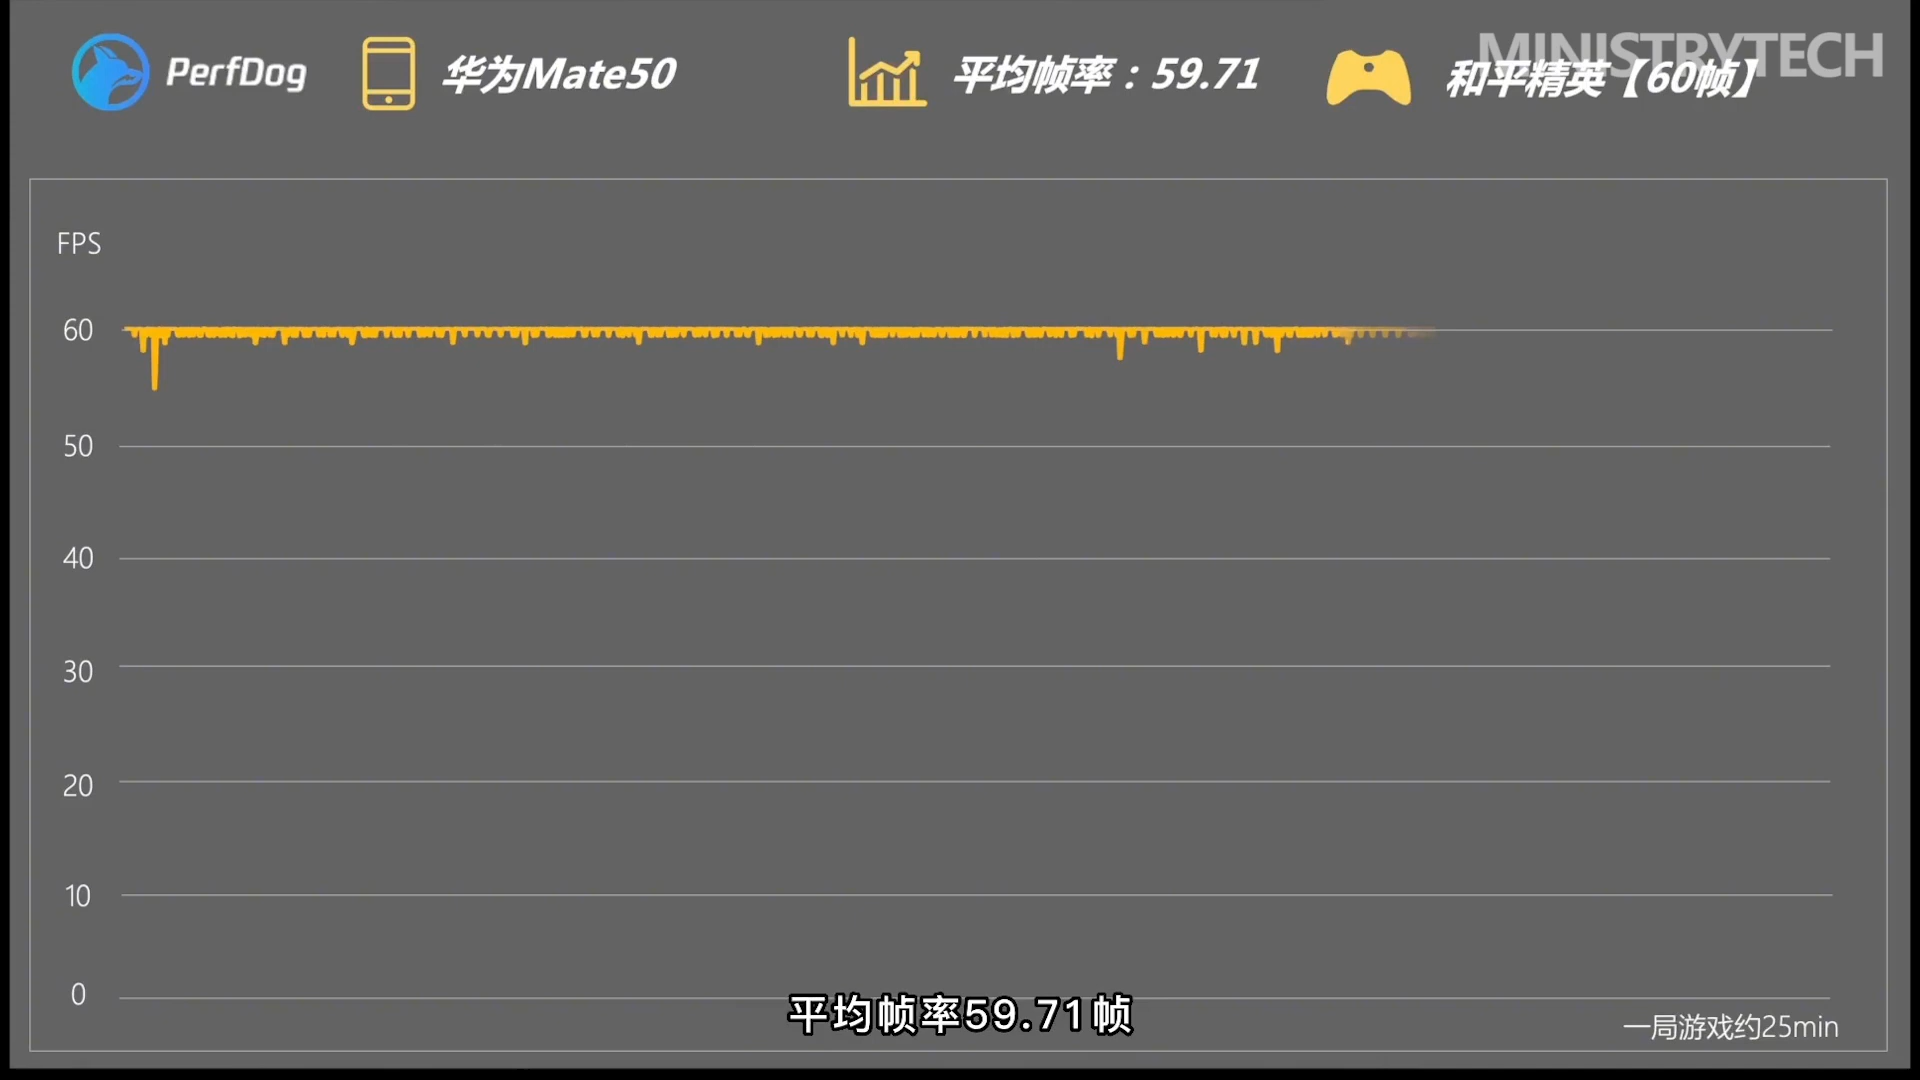 PerfDog
华为Mate50
平均帧率：59.71
MINISTRYTECH
和平精英【60帧】
FPS
60
50
40
30
20
10
0
平均帧率59.71帧
一局游戏约25min